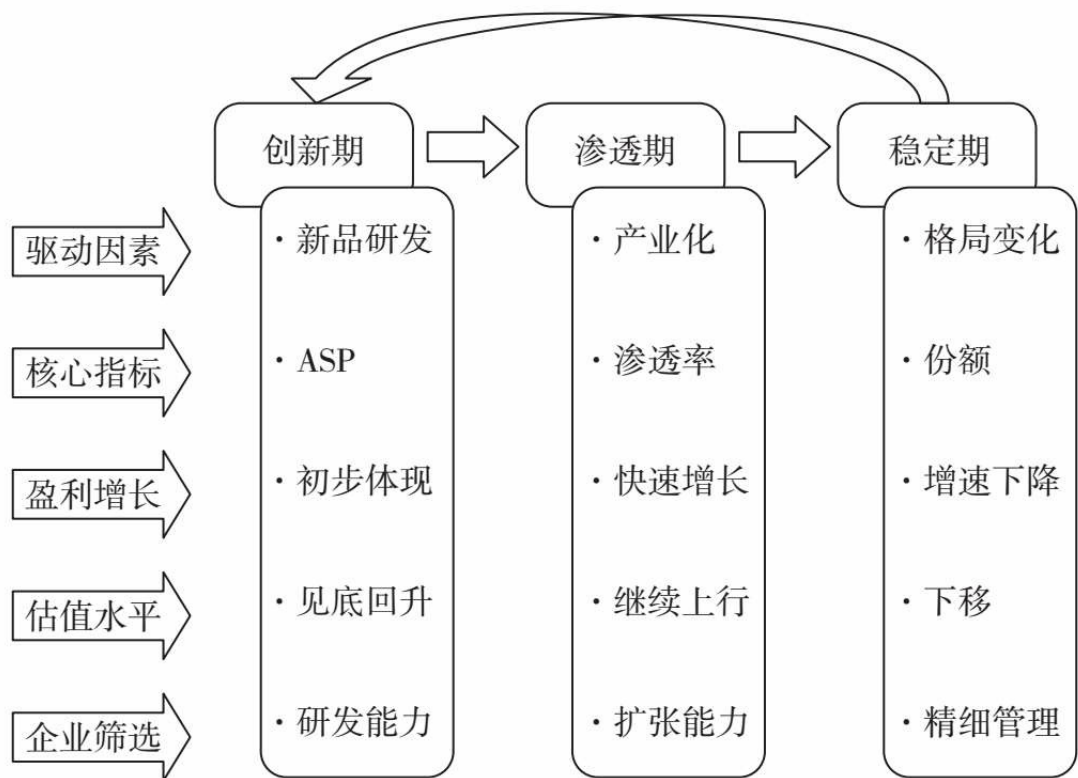 创新期 渗透期 稳定期
驱动因素 ·新品研发 ·产业化 ·格局变化
核心指标 ·ASP ·渗透率 ·份额
盈利增长 ·初步体现 ·快速增长 ·增速下降
估值水平 ·见底回升 ·继续上行 ·下移
企业筛选 ·研发能力 ·扩张能力 ·精细管理